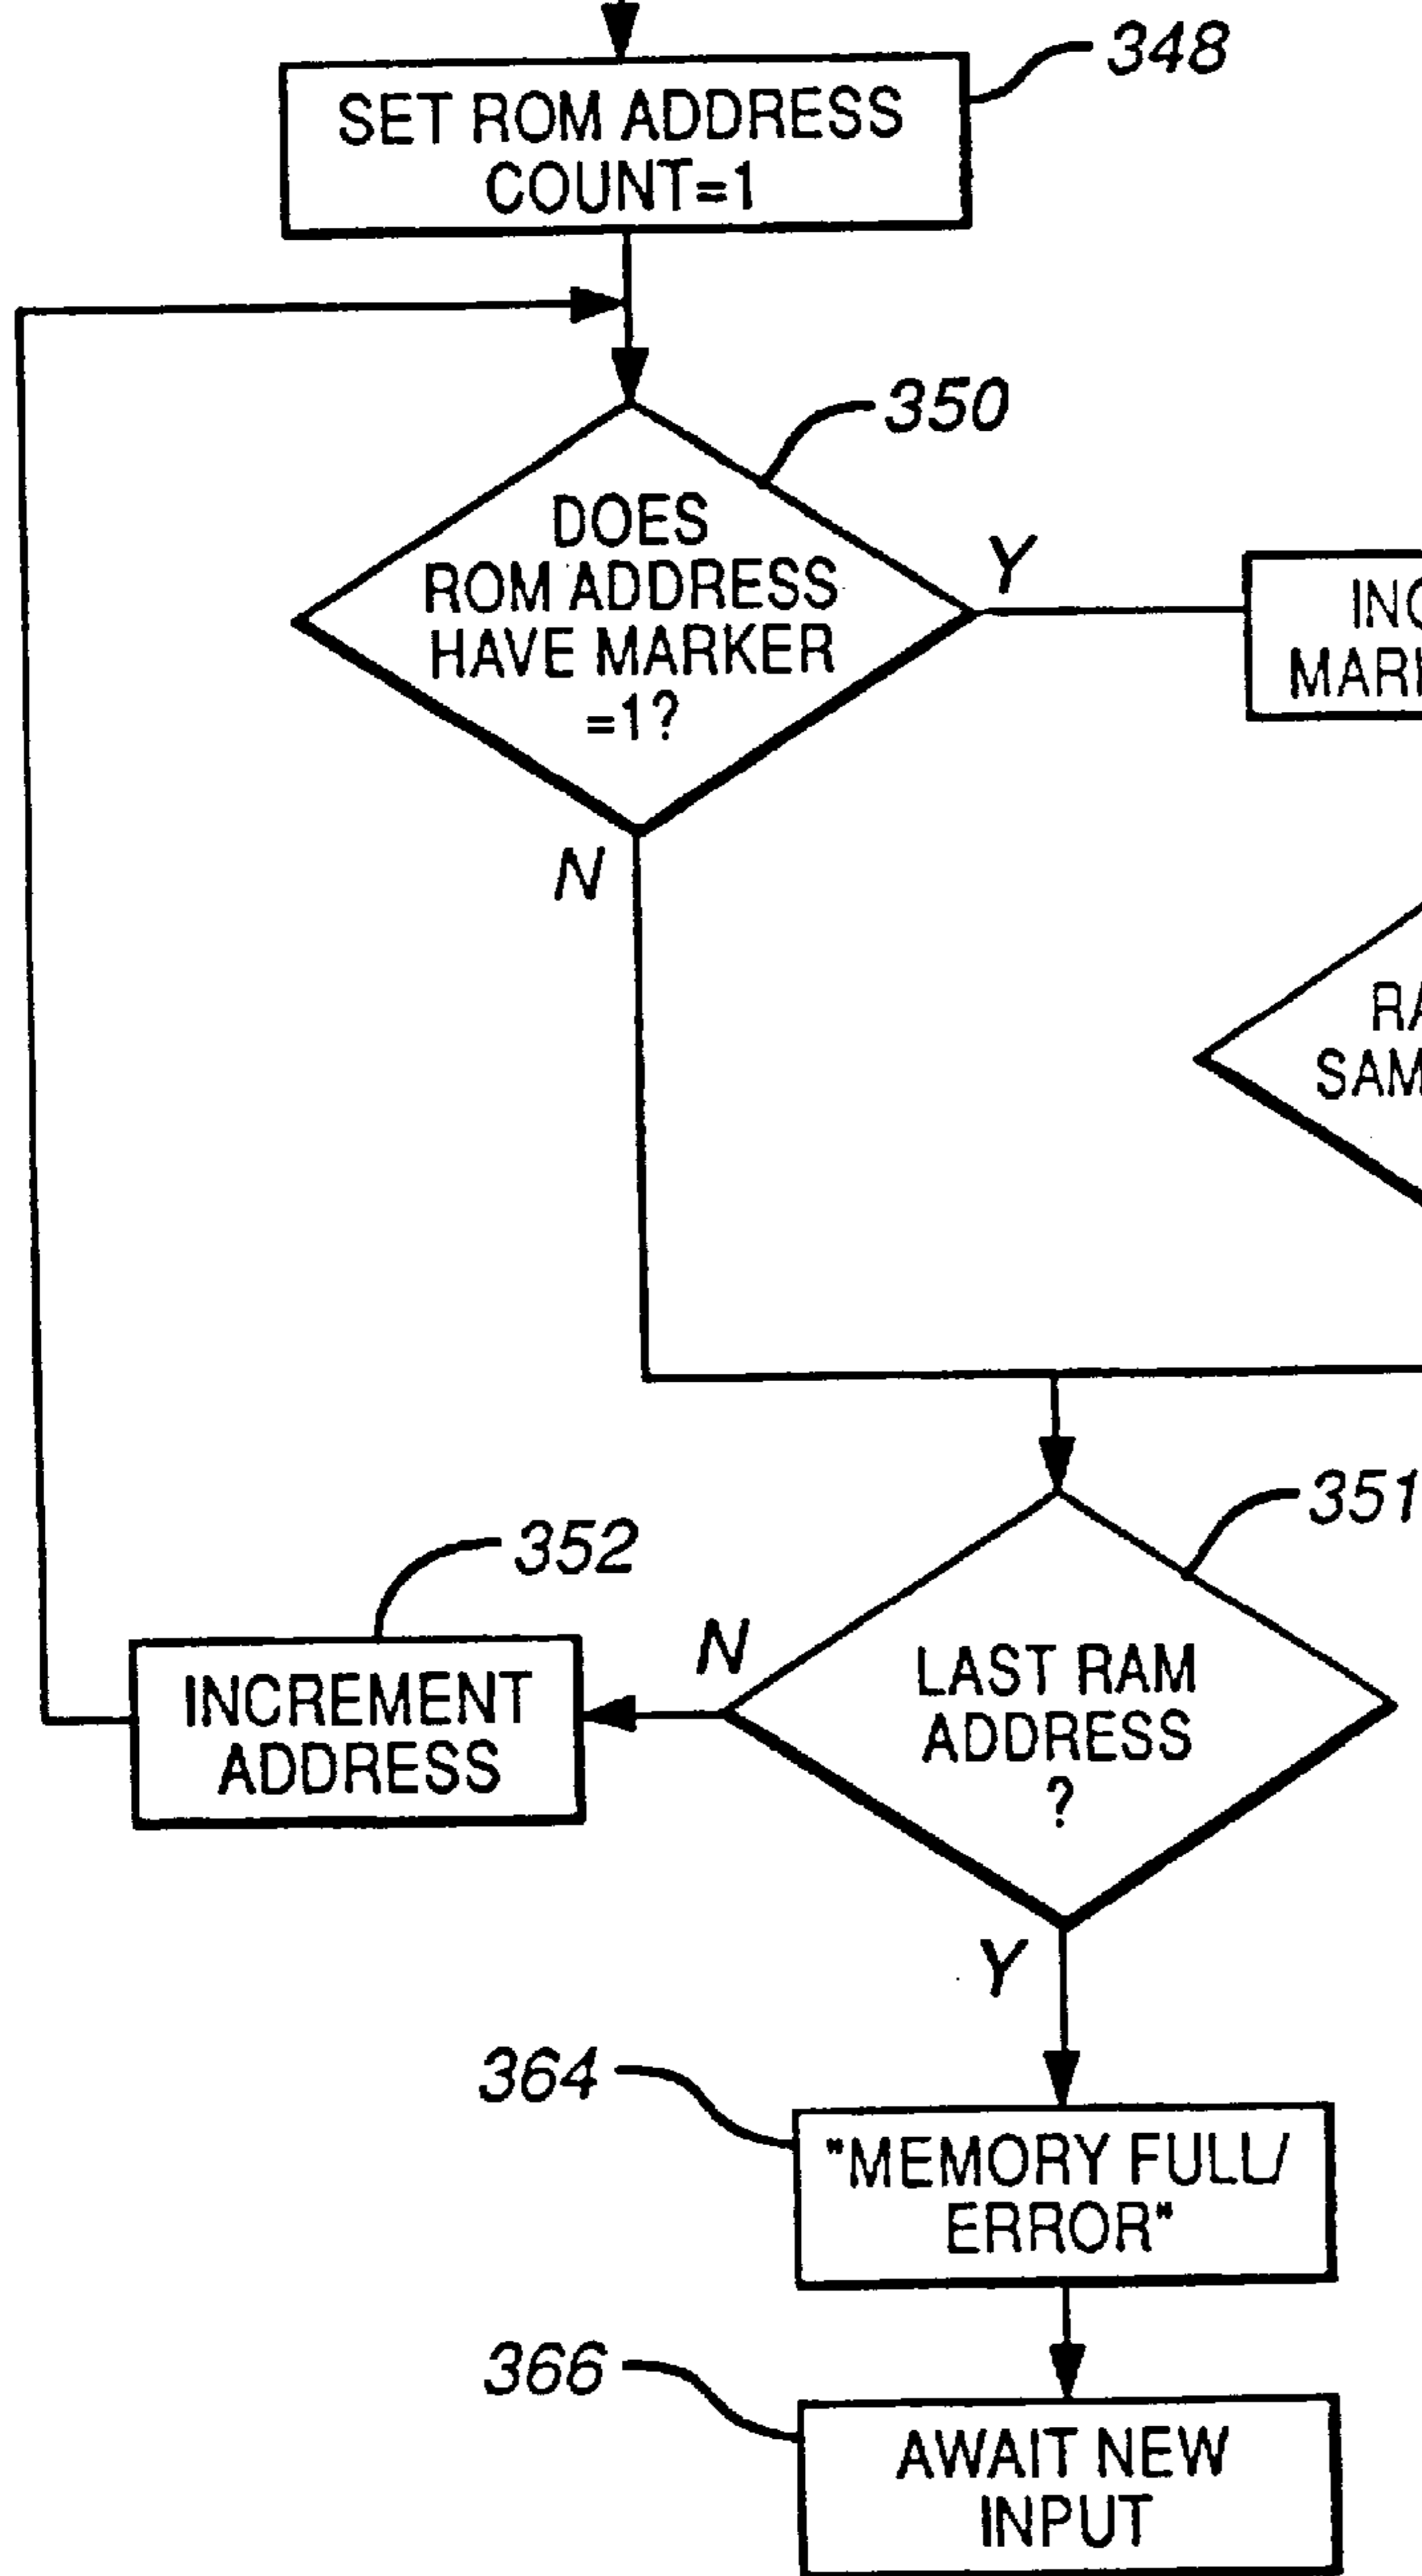 348
SET ROM ADDRESS
COUNT=1
350
DOES
ROM ADDRESS
HAVE MARKER
=1?
Y
N
351
352
N
INCREMENT
ADDRESS
LAST RAM
ADDRESS
?
Y
364
"MEMORY FULL/
ERROR"
366
AWAIT NEW
INPUT